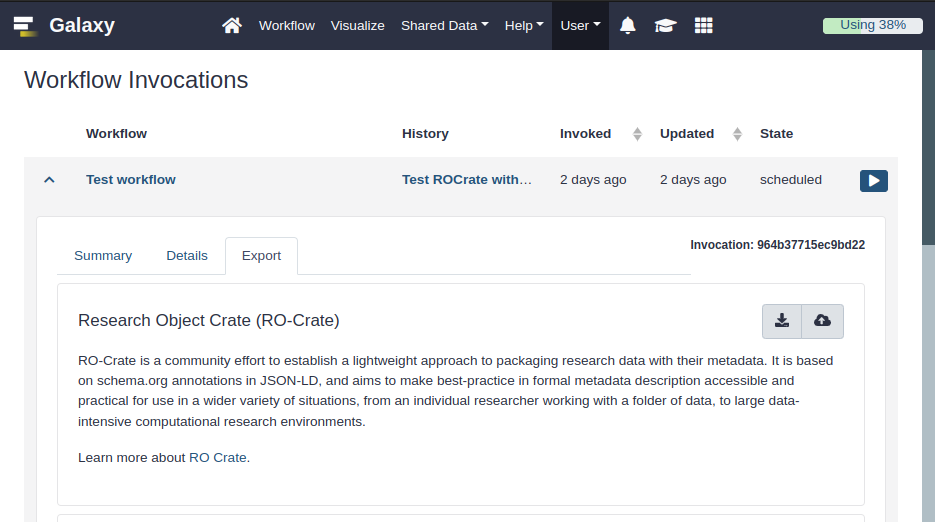 Galaxy
Workflow Visualize Shared Data Help User
Using 38%
Workflow Invocations
Workflow History Invoked Updated State
Test workflow Test ROCrate with… 2 days ago 2 days ago scheduled
Summary Details Export
Invocation: 964b37715ec9bd22
Research Object Crate (RO-Crate)
RO-Crate is a community effort to establish a lightweight approach to packaging research data with their metadata. It is based
on schema.org annotations in JSON-LD, and aims to make best-practice in formal metadata description accessible and
practical for use in a wider variety of situations, from an individual researcher working with a folder of data, to large data-
intensive computational research environments.
Learn more about RO Crate.